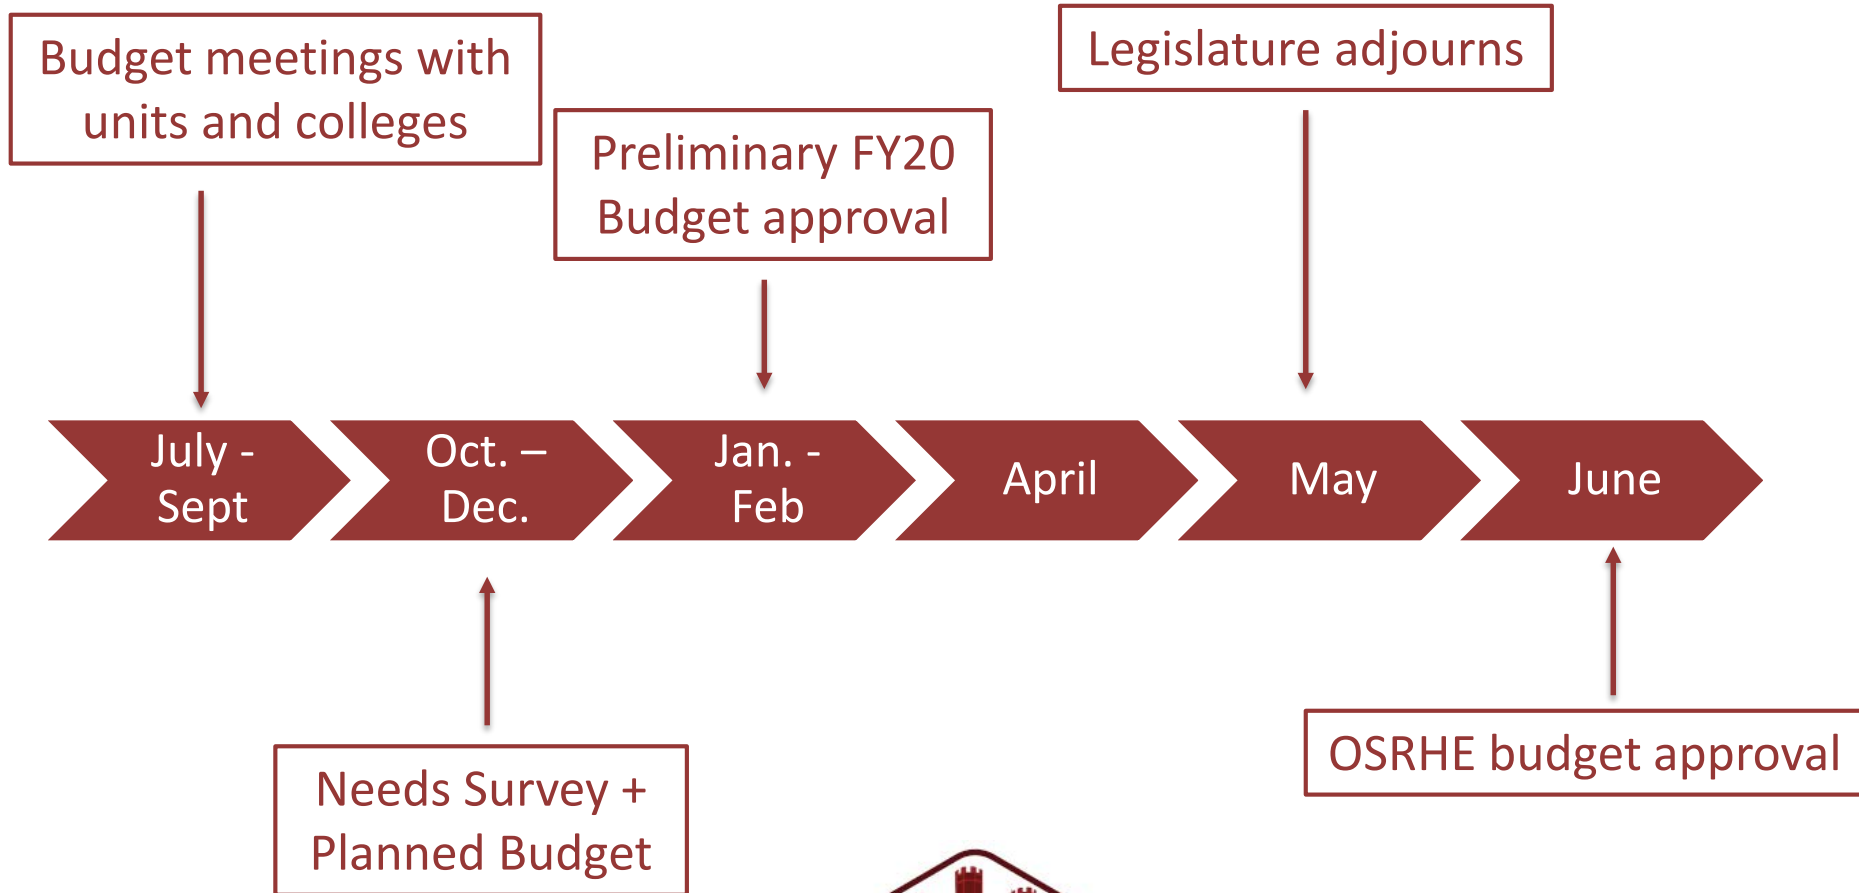 Budget meetings with
units and colleges
Legislature adjourns
Preliminary FY20
Budget approval
July -
Sept
Oct. –
Dec.
Jan. -
Feb
April
May
June
Needs Survey +
Planned Budget
OSRHE budget approval